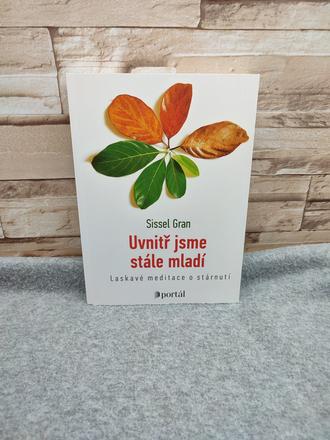 Sissel Gran
Uvnitř jsme
stále mladí
Laskavé meditace o stárnutí
portál